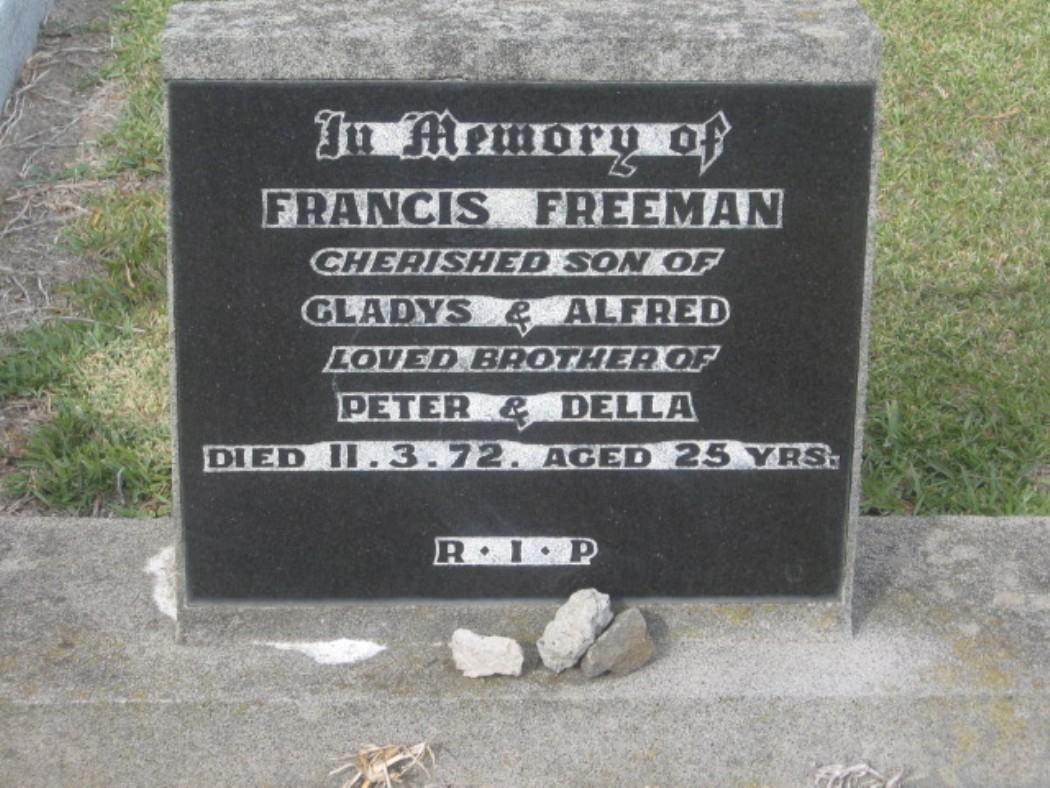 In Memory of
FRANCIS FREEMAN
CHERISHED SON OF
GLADYS & ALFRED
LOVED BROTHER OF
PETER & DELLA
DIED 11.3.72. AGED 25 YRS.
R·I·P